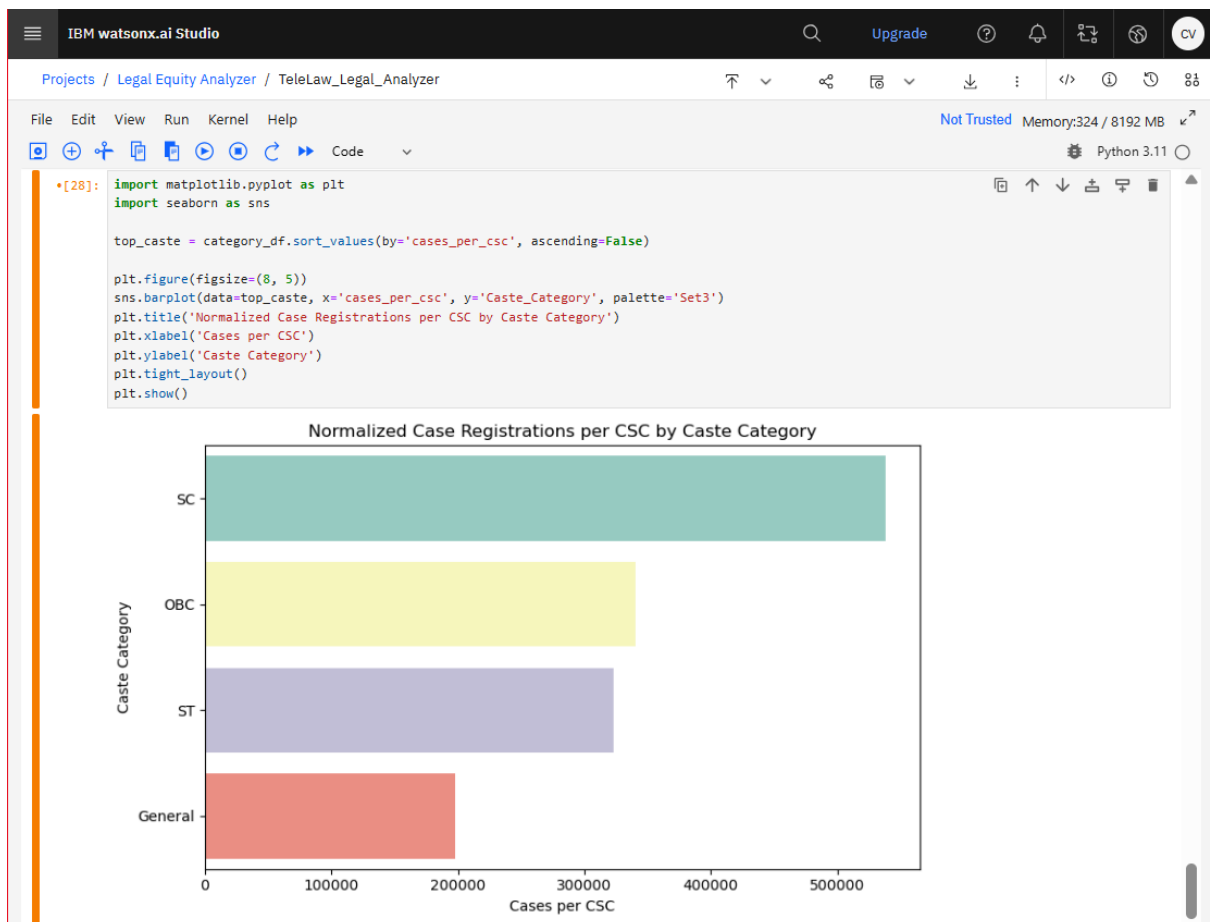 IBM watsonx.ai Studio
Upgrade
CV
Projects / Legal Equity Analyzer / TeleLaw_Legal_Analyzer
File Edit View Run Kernel Help
Not Trusted Memory:324 / 8192 MB
Code
Python 3.11
•[28]:
import matplotlib.pyplot as plt
import seaborn as sns
top_caste = category_df.sort_values(by='cases_per_csc', ascending=False)
plt.figure(figsize=(8, 5))
sns.barplot(data=top_caste, x='cases_per_csc', y='Caste_Category', palette='Set3')
plt.title('Normalized Case Registrations per CSC by Caste Category')
plt.xlabel('Cases per CSC')
plt.ylabel('Caste Category')
plt.tight_layout()
plt.show()
Normalized Case Registrations per CSC by Caste Category
Caste Category
SC
OBC
ST
General
0 100000 200000 300000 400000 500000
Cases per CSC